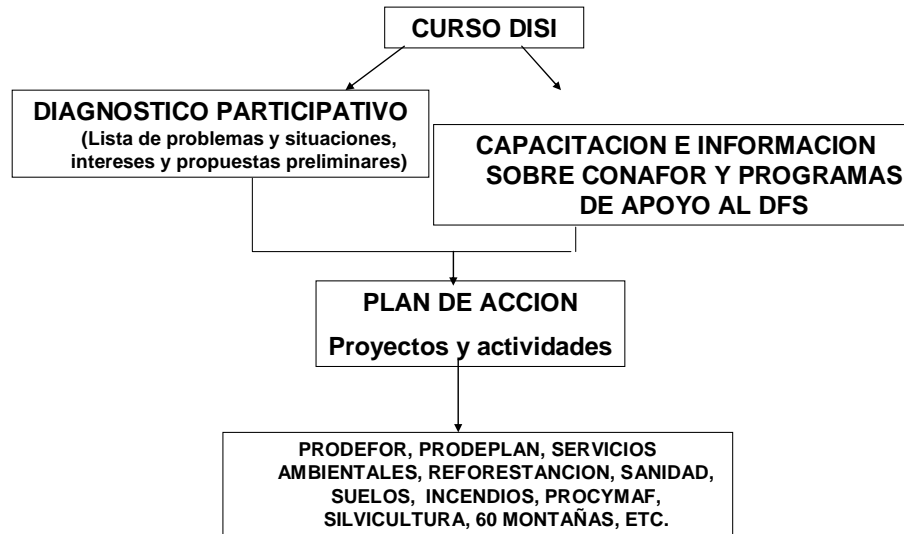 CURSO DISI
DIAGNOSTICO PARTICIPATIVO
(Lista de problemas y situaciones,
intereses y propuestas preliminares)
CAPACITACION E INFORMACION
SOBRE CONAFOR Y PROGRAMAS
DE APOYO AL DFS
PLAN DE ACCION
Proyectos y actividades
PRODEFOR, PRODEPLAN, SERVICIOS
AMBIENTALES, REFORESTANCION, SANIDAD,
SUELOS, INCENDIOS, PROCYMAF,
SILVICULTURA, 60 MONTAÑAS, ETC.